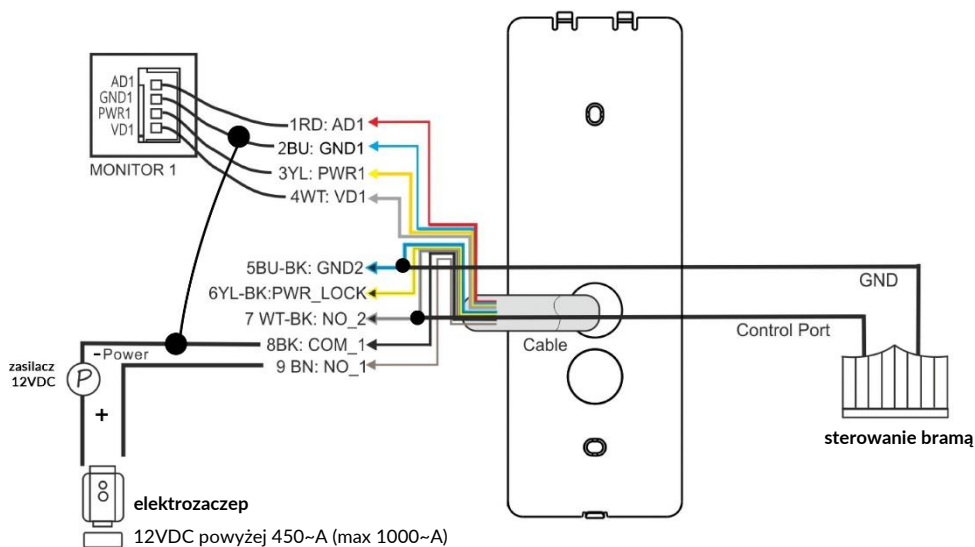 AD1
GND1
PWR1
VD1
MONITOR 1
1RD: AD1
2BU: GND1
3YL: PWR1
4WT: VD1
5BU-BK: GND2
6YL-BK:PWR_LOCK
7 WT-BK: NO_2
8BK: COM_1
9 BN: NO_1
Cable
GND
Control Port
sterowanie bramą
-Power
zasilacz
12VDC
P
+
elektrozaczep
12VDC powyżej 450~A (max 1000~A)